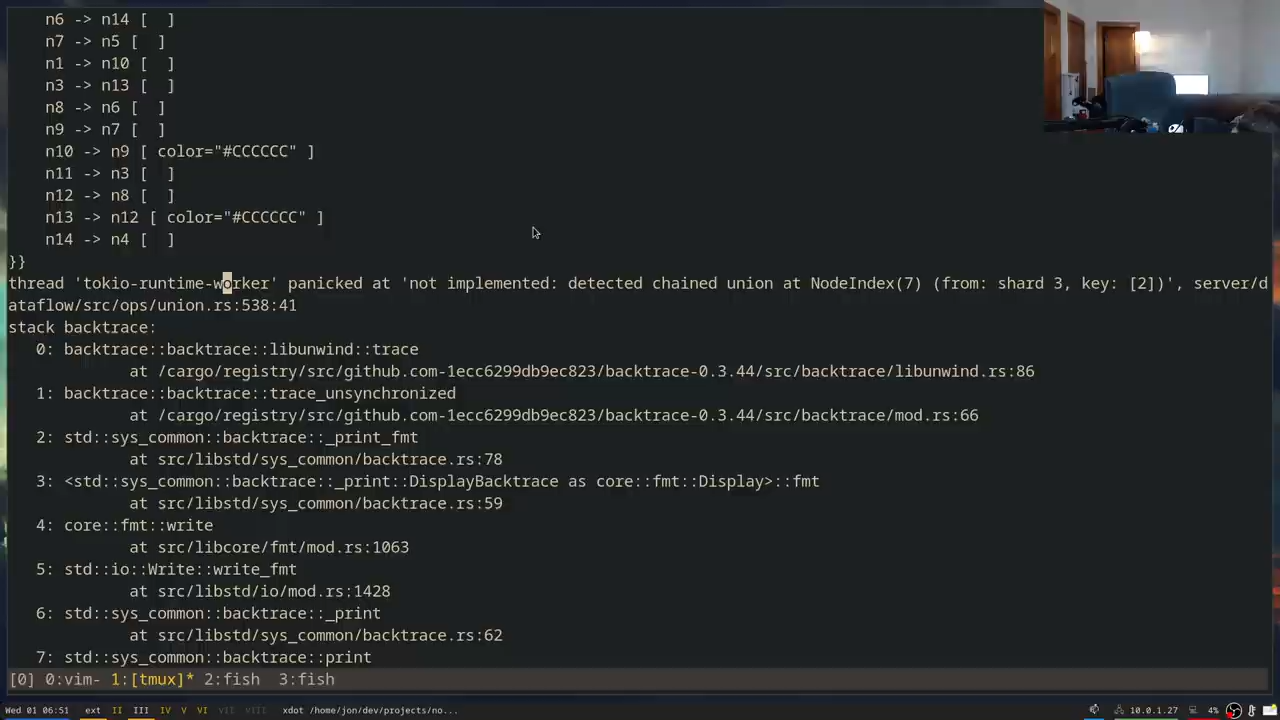 n6 -> n14 [  ]
n7 -> n5 [  ]
n1 -> n10 [  ]
n3 -> n13 [  ]
n8 -> n6 [  ]
n9 -> n7 [  ]
n10 -> n9 [ color="#CCCCCC" ]
n11 -> n3 [  ]
n12 -> n8 [  ]
n13 -> n12 [ color="#CCCCCC" ]
n14 -> n4 [  ]
}}
thread 'tokio-runtime-worker' panicked at 'not implemented: detected chained union at NodeIndex(7) (from: shard 3, key: [2])', server/d
ataflow/src/ops/union.rs:538:41
stack backtrace:
0: backtrace::backtrace::libunwind::trace
at /cargo/registry/src/github.com-1ecc6299db9ec823/backtrace-0.3.44/src/backtrace/libunwind.rs:86
1: backtrace::backtrace::trace_unsynchronized
at /cargo/registry/src/github.com-1ecc6299db9ec823/backtrace-0.3.44/src/backtrace/mod.rs:66
2: std::sys_common::backtrace::_print_fmt
at src/libstd/sys_common/backtrace.rs:78
3: <std::sys_common::backtrace::_print::DisplayBacktrace as core::fmt::Display>::fmt
at src/libstd/sys_common/backtrace.rs:59
4: core::fmt::write
at src/libcore/fmt/mod.rs:1063
5: std::io::Write::write_fmt
at src/libstd/io/mod.rs:1428
6: std::sys_common::backtrace::_print
at src/libstd/sys_common/backtrace.rs:62
7: std::sys_common::backtrace::print
[0] 0:vim- 1:[tmux]* 2:fish  3:fish
Wed 01 06:51 ext II III IV V VI VII VIII xdot /home/jon/dev/projects/no... 10.0.1.27 4%